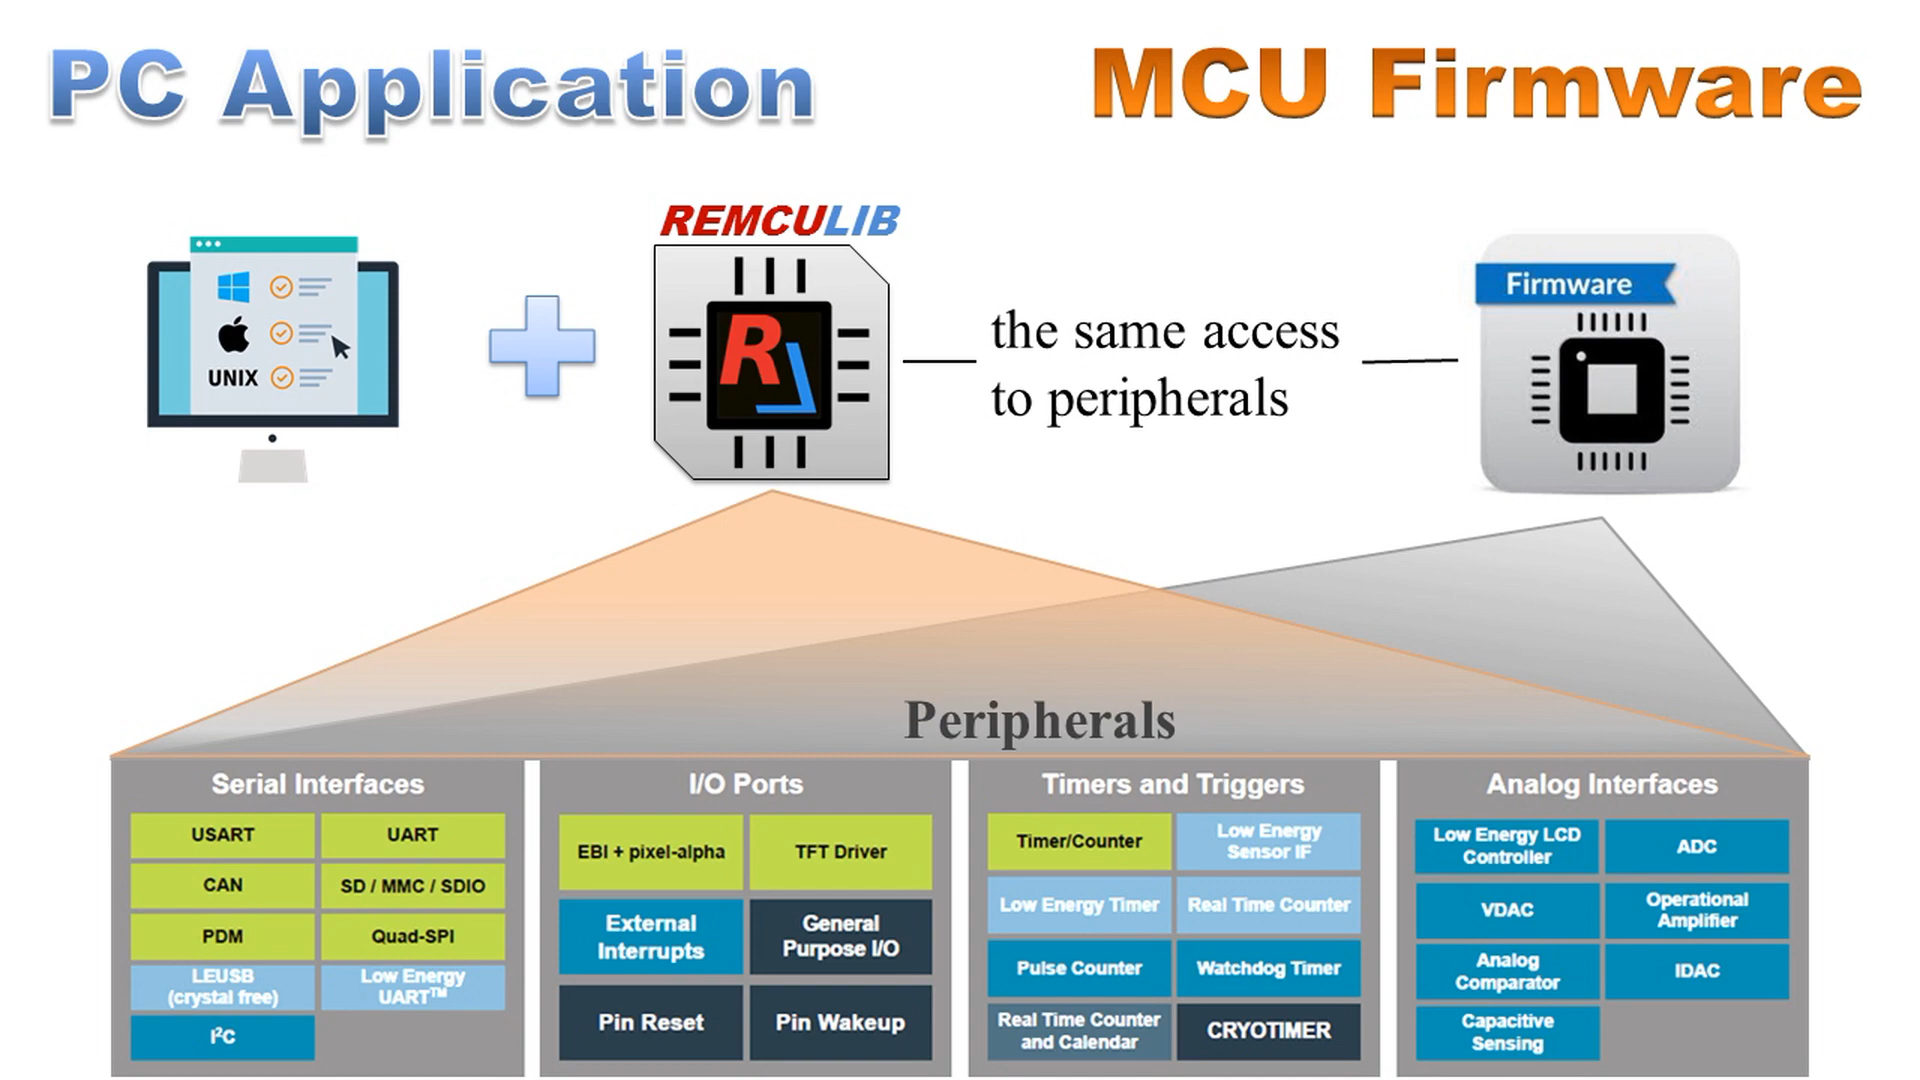 PC Application
MCU Firmware
REMCULIB
UNIX
R
the same access
to peripherals
Firmware
Peripherals
Serial Interfaces
USART
UART
CAN
SD / MMC / SDIO
PDM
Quad-SPI
LEUSB
(crystal free)
Low Energy
UART™
I²C
I/O Ports
EBI + pixel-alpha
TFT Driver
External
Interrupts
General
Purpose I/O
Pin Reset
Pin Wakeup
Timers and Triggers
Timer/Counter
Low Energy
Sensor IF
Low Energy Timer
Real Time Counter
Pulse Counter
Watchdog Timer
Real Time Counter
and Calendar
CRYOTIMER
Analog Interfaces
Low Energy LCD
Controller
ADC
VDAC
Operational
Amplifier
Analog
Comparator
IDAC
Capacitive
Sensing